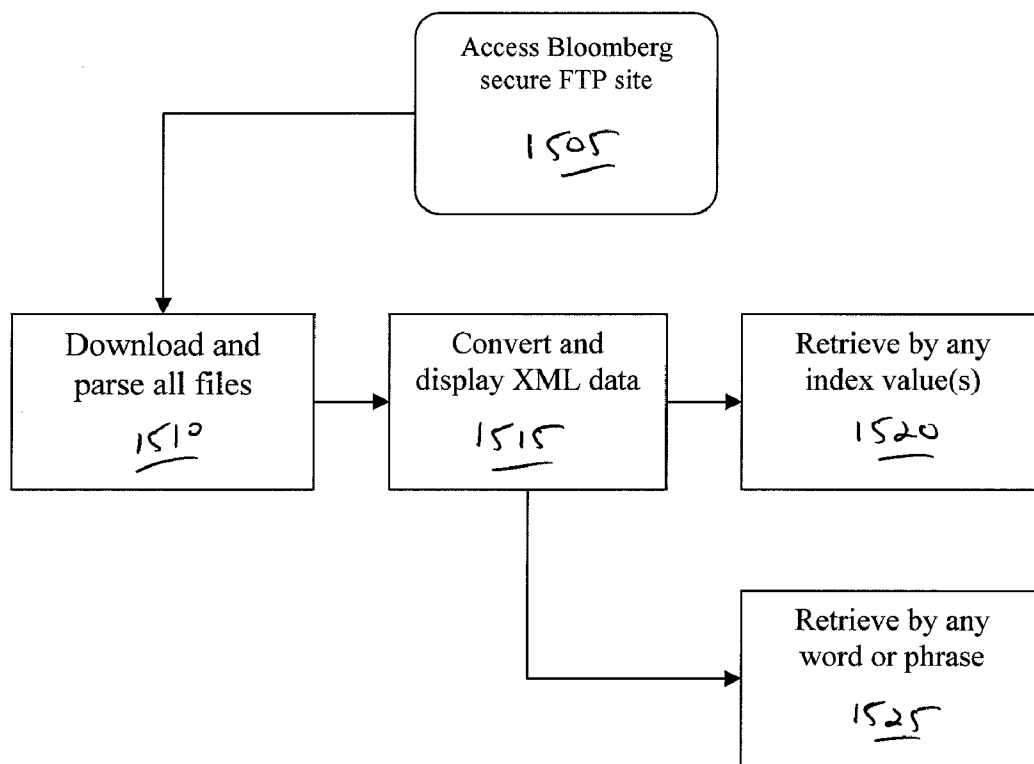 Access Bloomberg
secure FTP site
1505
Download and
parse all files
1510
Convert and
display XML data
1515
Retrieve by any
index value(s)
1520
Retrieve by any
word or phrase
1525